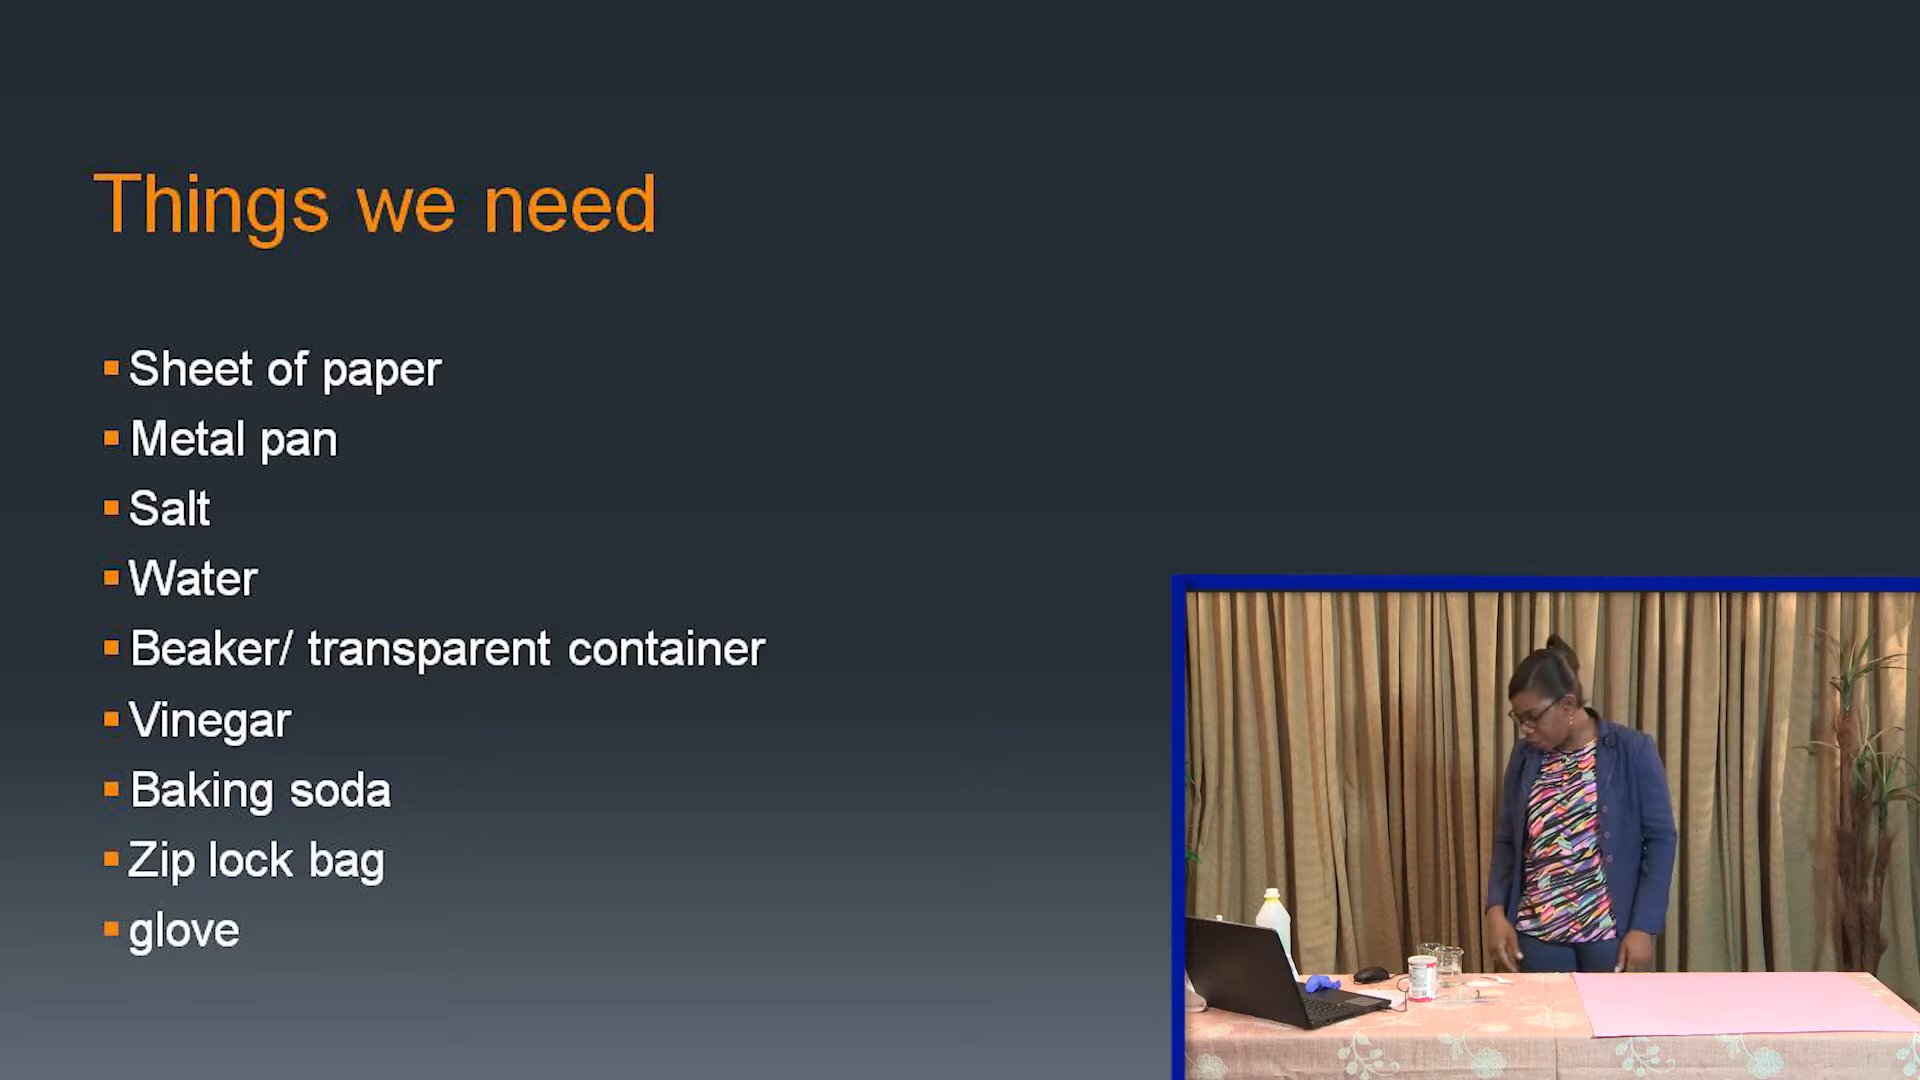 Things we need
Sheet of paper
Metal pan
Salt
Water
Beaker/ transparent container
Vinegar
Baking soda
Zip lock bag
glove